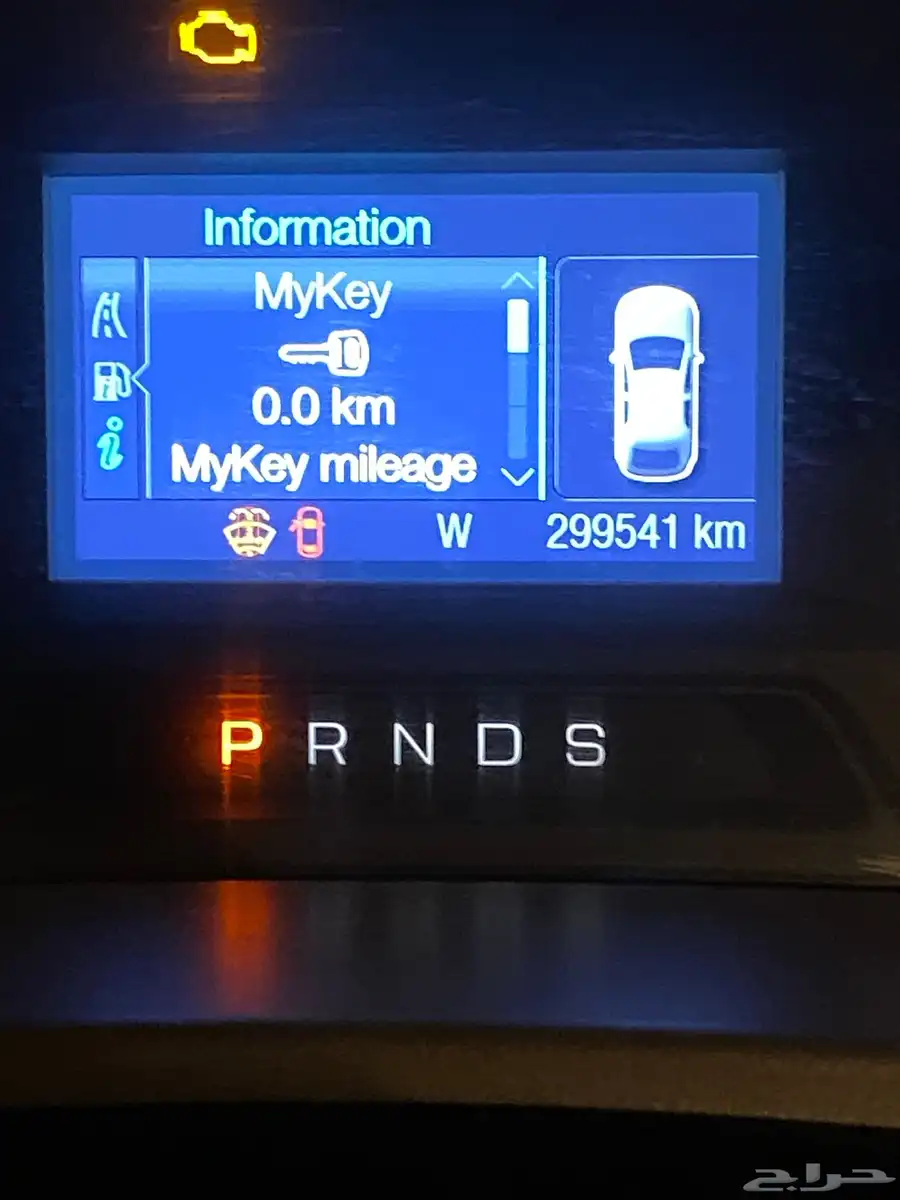 Information
MyKey
0.0 km
MyKey mileage
W 299541 km
P R N D S
حراج